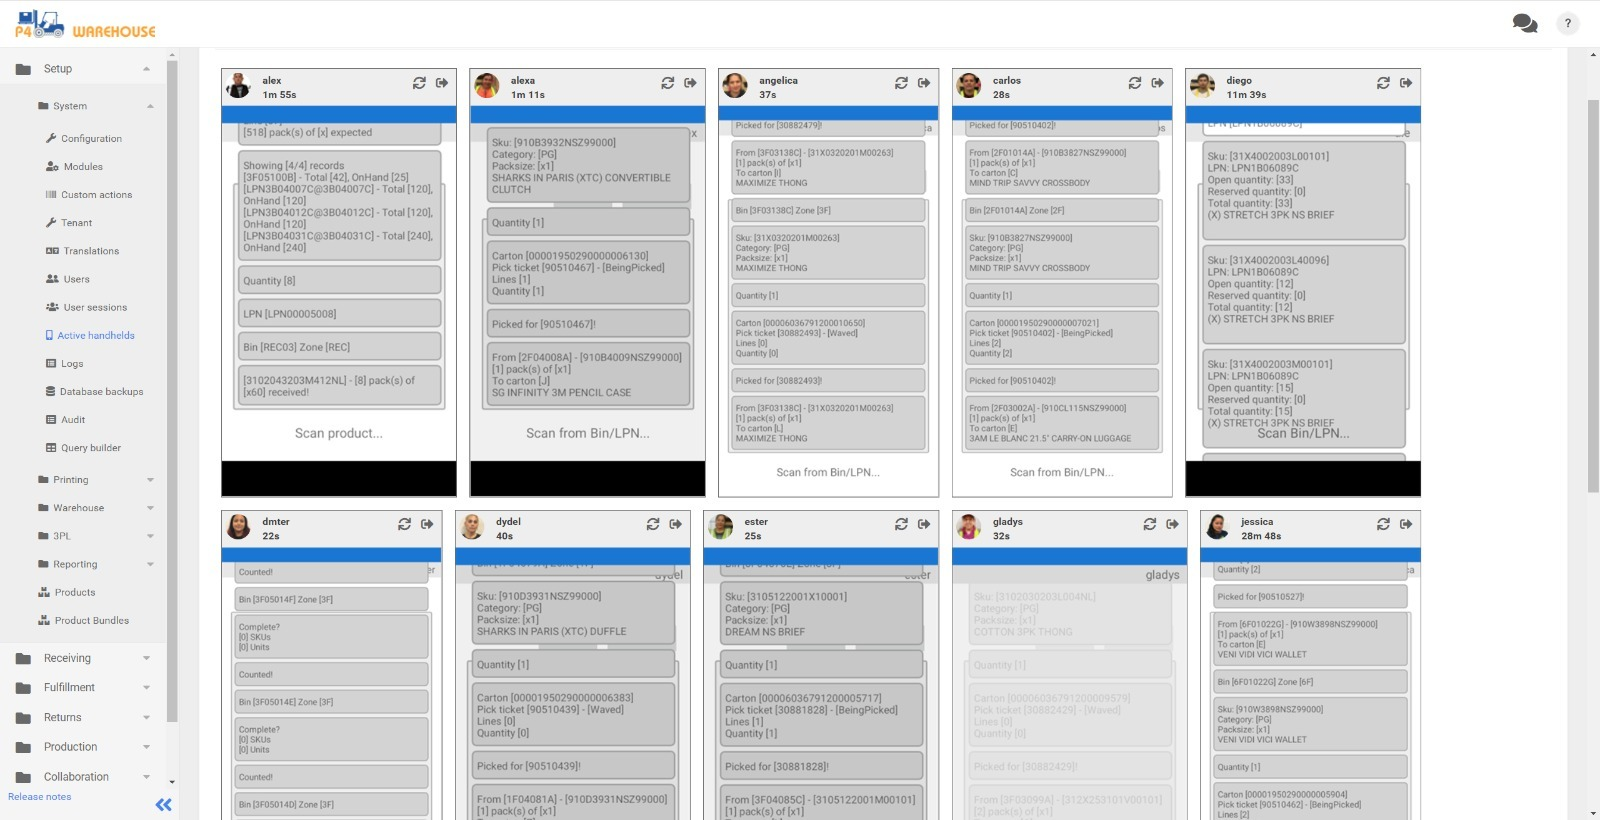 P4 WAREHOUSE
?
Setup
System
Configuration
Modules
Custom actions
Tenant
Translations
Users
User sessions
Active handhelds
Logs
Database backups
Audit
Query builder
Printing
Warehouse
3PL
Reporting
Products
Product Bundles
Receiving
Fulfillment
Returns
Production
Collaboration
Release notes
alex
1m 55s
[518] pack(s) of [x] expected
Showing [4/4] records
[3F05100B] - Total [42], OnHand [25]
[LPN3B04007C@3B04007C] - Total [120],
OnHand [120]
[LPN3B04012C@3B04012C] - Total [120],
OnHand [120]
[LPN3B04031C@3B04031C] - Total [240],
OnHand [240]
Quantity [8]
LPN [LPN00005008]
Bin [REC03] Zone [REC]
[3102043203M412NL] - [8] pack(s) of
[x60] received!
Scan product...
alexa
1m 11s
x
Sku: [910B3932NSZ99000]
Category: [PG]
Packsize: [x1]
SHARKS IN PARIS (XTC) CONVERTIBLE
CLUTCH
Quantity [1]
Carton [00001950290000006130]
Pick ticket [90510467] - [BeingPicked]
Lines [1]
Quantity [1]
Picked for [90510467]!
From [2F04008A] - [910B4009NSZ99000]
[1] pack(s) of [x1]
To carton [J]
SG INFINITY 3M PENCIL CASE
Scan from Bin/LPN...
angelica
37s
Picked for [30882479]!
ca
From [3F03138C] - [31X0320201M00263]
[1] pack(s) of [x1]
To carton [I]
MAXIMIZE THONG
Bin [3F03138C] Zone [3F]
Sku: [31X0320201M00263]
Category: [PG]
Packsize: [x1]
MAXIMIZE THONG
Quantity [1]
Carton [00006036791200010650]
Pick ticket [30882493] - [Waved]
Lines [0]
Quantity [0]
Picked for [30882493]!
From [3F03138C] - [31X0320201M00263]
[1] pack(s) of [x1]
To carton [L]
MAXIMIZE THONG
Scan from Bin/LPN...
carlos
28s
Picked for [90510402]!
os
From [2F01014A] - [910B3827NSZ99000]
[1] pack(s) of [x1]
To carton [C]
MIND TRIP SAVVY CROSSBODY
Bin [2F01014A] Zone [2F]
Sku: [910B3827NSZ99000]
Category: [PG]
Packsize: [x1]
MIND TRIP SAVVY CROSSBODY
Quantity [1]
Carton [00001950290000007021]
Pick ticket [90510402] - [BeingPicked]
Lines [2]
Quantity [2]
Picked for [90510402]!
From [2F03002A] - [910CL115NSZ99000]
[1] pack(s) of [x1]
To carton [E]
3AM LE BLANC 21.5" CARRY-ON LUGGAGE
Scan from Bin/LPN...
diego
11m 39s
LPN [LPN1B06089C]
Sku: [31X4002003L00101]
LPN: LPN1B06089C
Open quantity: [33]
Reserved quantity: [0]
Total quantity: [33]
(X) STRETCH 3PK NS BRIEF
Sku: [31X4002003L40096]
LPN: LPN1B06089C
Open quantity: [12]
Reserved quantity: [0]
Total quantity: [12]
(X) STRETCH 3PK NS BRIEF
Sku: [31X4002003M00101]
LPN: LPN1B06089C
Open quantity: [15]
Reserved quantity: [0]
Total quantity: [15]
(X) STRETCH 3PK NS BRIEF
Scan Bin/LPN...
dmter
22s
Counted!
er
Bin [3F05014F] Zone [3F]
Complete?
[0] SKUs
[0] Units
Counted!
Bin [3F05014E] Zone [3F]
Complete?
[0] SKUs
[0] Units
Counted!
Bin [3F05014D] Zone [3F]
dydel
40s
dydel
Sku: [910D3931NSZ99000]
Category: [PG]
Packsize: [x1]
SHARKS IN PARIS (XTC) DUFFLE
Quantity [1]
Carton [00001950290000006383]
Pick ticket [90510439] - [Waved]
Lines [0]
Quantity [0]
Picked for [90510439]!
From [1F04081A] - [910D3931NSZ99000]
[1] pack(s) of [x1]
ester
25s
ester
Sku: [3105122001X10001]
Category: [PG]
Packsize: [x1]
DREAM NS BRIEF
Quantity [1]
Carton [00006036791200005717]
Pick ticket [30881828] - [BeingPicked]
Lines [1]
Quantity [1]
Picked for [30881828]!
From [3F04085C] - [3105122001M00101]
[1] pack(s) of [x1]
gladys
32s
gladys
Sku: [3102030203L004NL]
Category: [PG]
Packsize: [x1]
COTTON 3PK THONG
Quantity [1]
Carton [00006036791200009579]
Pick ticket [30882429] - [Waved]
Lines [0]
Quantity [0]
Picked for [30882429]!
From [3F03099A] - [312X253101V00101]
[2] pack(s) of [x1]
jessica
28m 48s
Quantity [2]
ca
Picked for [90510527]!
From [6F01022G] - [910W3898NSZ99000]
[1] pack(s) of [x1]
To carton [E]
VENI VIDI VICI WALLET
Bin [6F01022G] Zone [6F]
Sku: [910W3898NSZ99000]
Category: [PG]
Packsize: [x1]
VENI VIDI VICI WALLET
Quantity [1]
Carton [00001950290000005904]
Pick ticket [90510462] - [BeingPicked]
Lines [2]